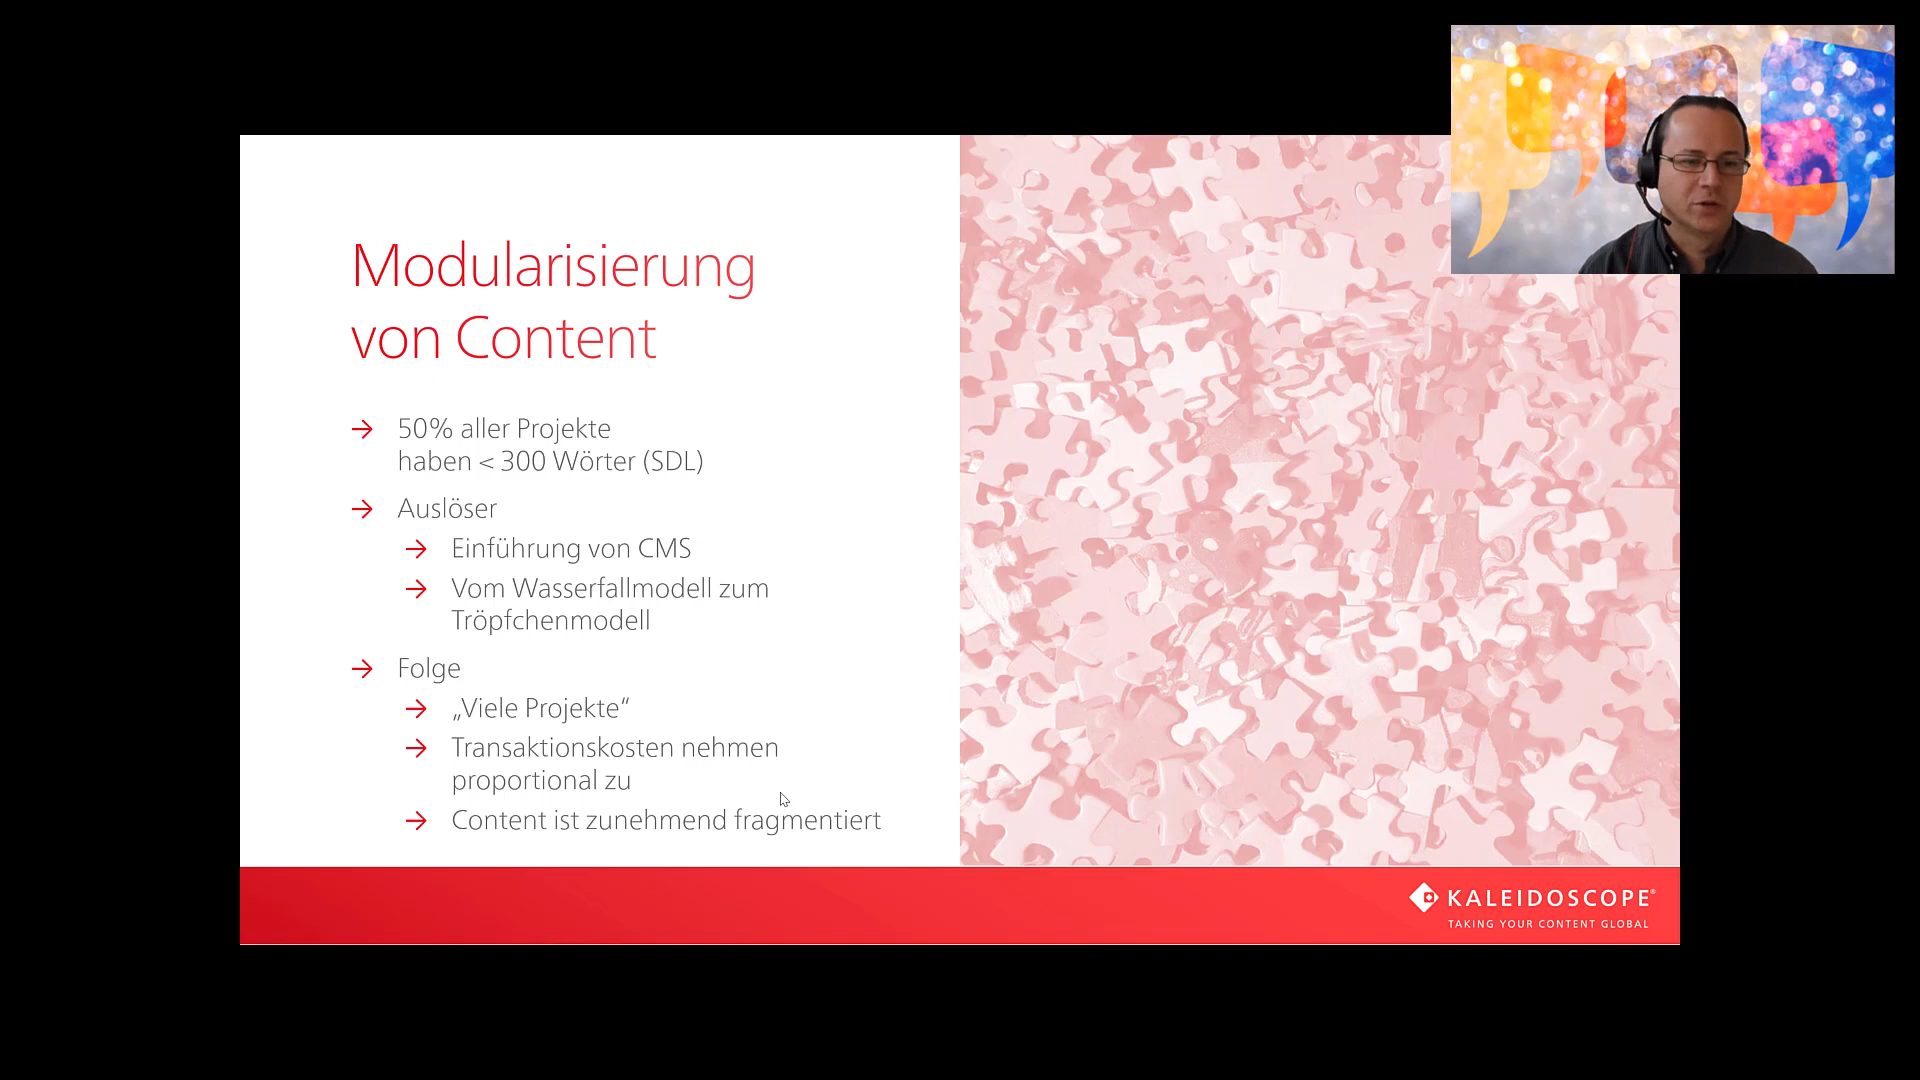 Modularisierung
von Content
→ 50% aller Projekte
haben < 300 Wörter (SDL)
→ Auslöser
→ Einführung von CMS
→ Vom Wasserfallmodell zum
Tröpfchenmodell
→ Folge
→ „Viele Projekte“
→ Transaktionskosten nehmen
proportional zu
→ Content ist zunehmend fragmentiert
KALEIDOSCOPE®
TAKING YOUR CONTENT GLOBAL